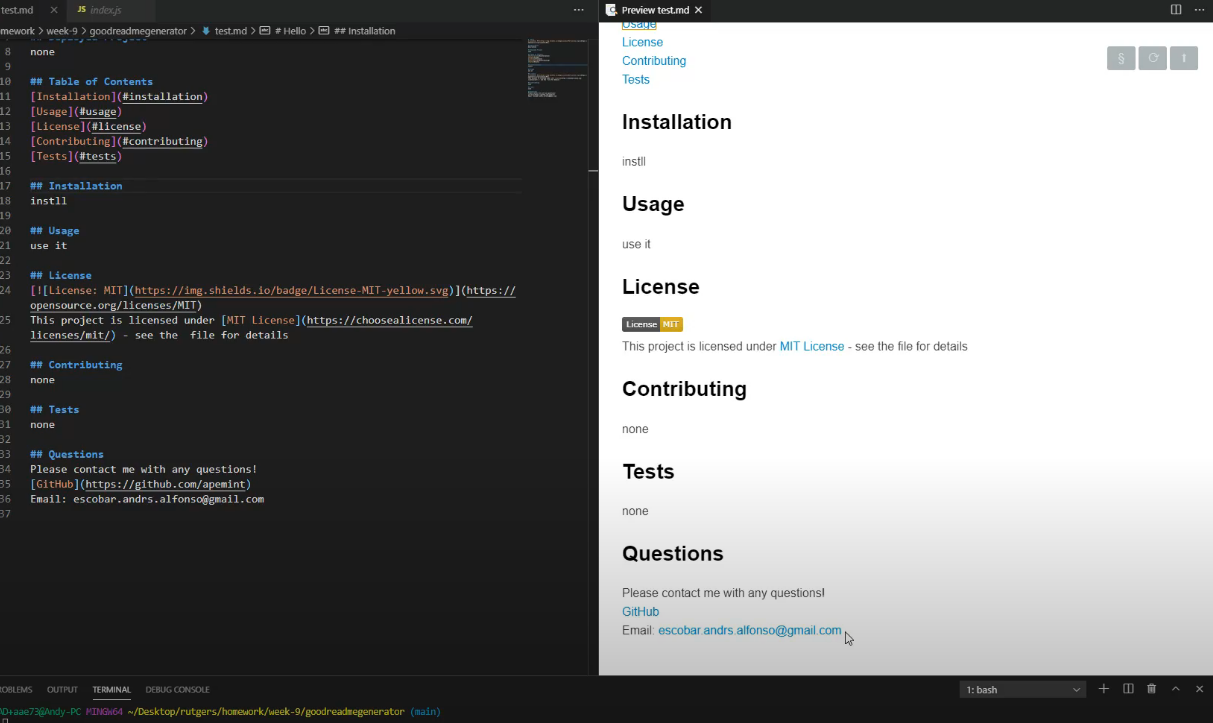 test.md × JS index.js ···
mework > week-9 > goodreadmegenerator > test.md > # Hello > ## Installation
8 none
9
10 ## Table of Contents
11 [Installation](#installation)
12 [Usage](#usage)
13 [License](#license)
14 [Contributing](#contributing)
15 [Tests](#tests)
16
17 ## Installation
18 instll
19
20 ## Usage
21 use it
22
23 ## License
24 [![License: MIT](https://img.shields.io/badge/License-MIT-yellow.svg)](https://
opensource.org/licenses/MIT)
25 This project is licensed under [MIT License](https://choosealicense.com/
licenses/mit/) - see the  file for details
26
27 ## Contributing
28 none
29
30 ## Tests
31 none
32
33 ## Questions
34 Please contact me with any questions!
35 [GitHub](https://github.com/apemint)
36 Email: escobar.andrs.alfonso@gmail.com
37
Preview test.md × ···
Usage
License
Contributing
Tests
§
Installation
instll
Usage
use it
License
License MIT
This project is licensed under MIT License - see the file for details
Contributing
none
Tests
none
Questions
Please contact me with any questions!
GitHub
Email: escobar.andrs.alfonso@gmail.com
ROBLEMS OUTPUT TERMINAL DEBUG CONSOLE 1: bash
AD+aae73@Andy-PC MINGW64 ~/Desktop/rutgers/homework/week-9/goodreadmegenerator (main)